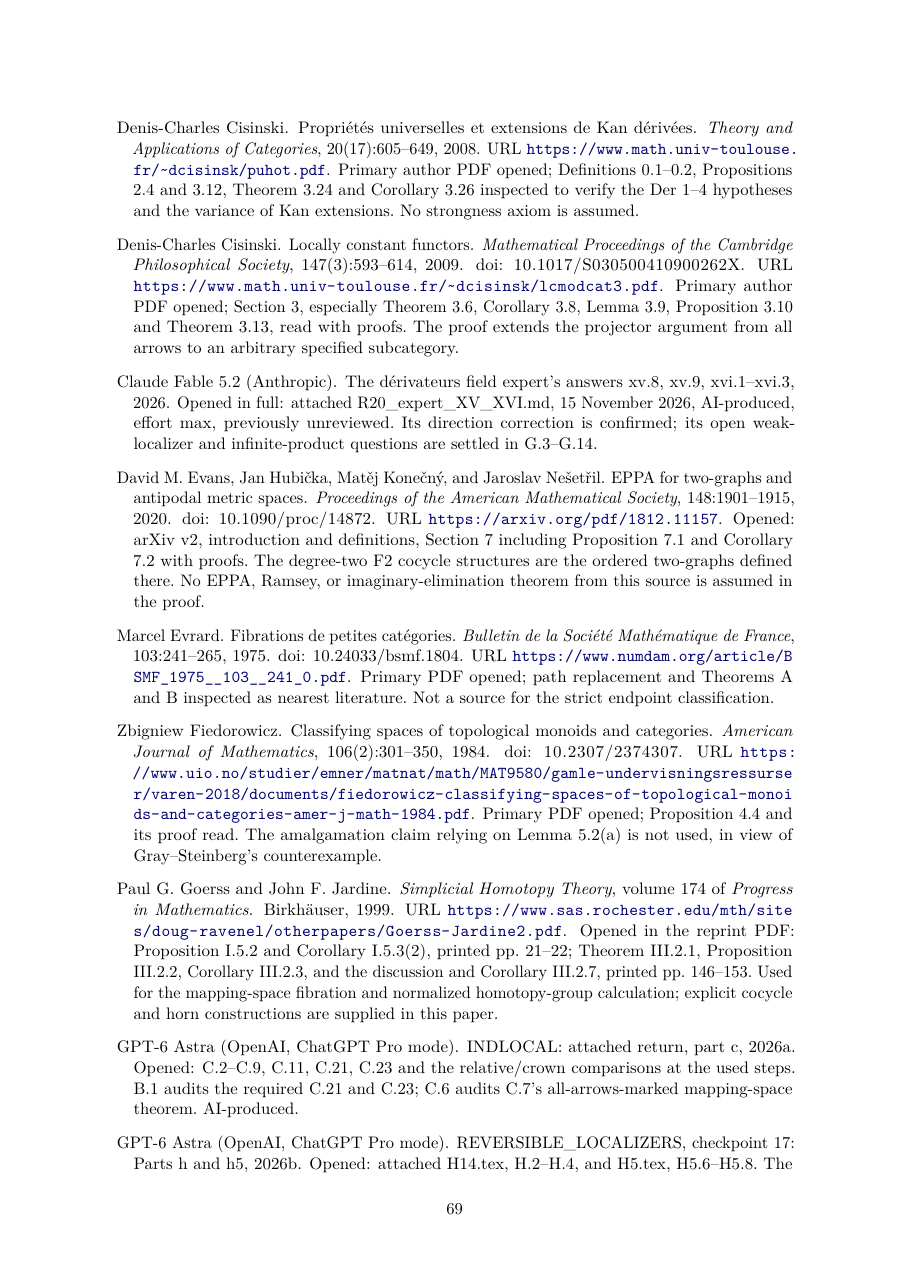 Denis-Charles Cisinski. Propriétés universelles et extensions de Kan dérivées. Theory and
Applications of Categories, 20(17):605–649, 2008. URL https://www.math.univ-toulouse.
fr/~dcisinsk/puhot.pdf. Primary author PDF opened; Definitions 0.1–0.2, Propositions
2.4 and 3.12, Theorem 3.24 and Corollary 3.26 inspected to verify the Der 1–4 hypotheses
and the variance of Kan extensions. No strongness axiom is assumed.
Denis-Charles Cisinski. Locally constant functors. Mathematical Proceedings of the Cambridge
Philosophical Society, 147(3):593–614, 2009. doi: 10.1017/S030500410900262X. URL
https://www.math.univ-toulouse.fr/~dcisinsk/lcmodcat3.pdf. Primary author
PDF opened; Section 3, especially Theorem 3.6, Corollary 3.8, Lemma 3.9, Proposition 3.10
and Theorem 3.13, read with proofs. The proof extends the projector argument from all
arrows to an arbitrary specified subcategory.
Claude Fable 5.2 (Anthropic). The dérivateurs field expert's answers xv.8, xv.9, xvi.1–xvi.3,
2026. Opened in full: attached R20_expert_XV_XVI.md, 15 November 2026, AI-produced,
effort max, previously unreviewed. Its direction correction is confirmed; its open weak-
localizer and infinite-product questions are settled in G.3–G.14.
David M. Evans, Jan Hubička, Matěj Konečný, and Jaroslav Nešetřil. EPPA for two-graphs and
antipodal metric spaces. Proceedings of the American Mathematical Society, 148:1901–1915,
2020. doi: 10.1090/proc/14872. URL https://arxiv.org/pdf/1812.11157. Opened:
arXiv v2, introduction and definitions, Section 7 including Proposition 7.1 and Corollary
7.2 with proofs. The degree-two F2 cocycle structures are the ordered two-graphs defined
there. No EPPA, Ramsey, or imaginary-elimination theorem from this source is assumed in
the proof.
Marcel Evrard. Fibrations de petites catégories. Bulletin de la Société Mathématique de France,
103:241–265, 1975. doi: 10.24033/bsmf.1804. URL https://www.numdam.org/article/B
SMF_1975__103__241_0.pdf. Primary PDF opened; path replacement and Theorems A
and B inspected as nearest literature. Not a source for the strict endpoint classification.
Zbigniew Fiedorowicz. Classifying spaces of topological monoids and categories. American
Journal of Mathematics, 106(2):301–350, 1984. doi: 10.2307/2374307. URL https:
//www.uio.no/studier/emner/matnat/math/MAT9580/gamle-undervisningsressurse
r/varen-2018/documents/fiedorowicz-classifying-spaces-of-topological-monoi
ds-and-categories-amer-j-math-1984.pdf. Primary PDF opened; Proposition 4.4 and
its proof read. The amalgamation claim relying on Lemma 5.2(a) is not used, in view of
Gray–Steinberg's counterexample.
Paul G. Goerss and John F. Jardine. Simplicial Homotopy Theory, volume 174 of Progress
in Mathematics. Birkhäuser, 1999. URL https://www.sas.rochester.edu/mth/site
s/doug-ravenel/otherpapers/Goerss-Jardine2.pdf. Opened in the reprint PDF:
Proposition I.5.2 and Corollary I.5.3(2), printed pp. 21–22; Theorem III.2.1, Proposition
III.2.2, Corollary III.2.3, and the discussion and Corollary III.2.7, printed pp. 146–153. Used
for the mapping-space fibration and normalized homotopy-group calculation; explicit cocycle
and horn constructions are supplied in this paper.
GPT-6 Astra (OpenAI, ChatGPT Pro mode). INDLOCAL: attached return, part c, 2026a.
Opened: C.2–C.9, C.11, C.21, C.23 and the relative/crown comparisons at the used steps.
B.1 audits the required C.21 and C.23; C.6 audits C.7's all-arrows-marked mapping-space
theorem. AI-produced.
GPT-6 Astra (OpenAI, ChatGPT Pro mode). REVERSIBLE_LOCALIZERS, checkpoint 17:
Parts h and h5, 2026b. Opened: attached H14.tex, H.2–H.4, and H5.tex, H5.6–H5.8. The
69